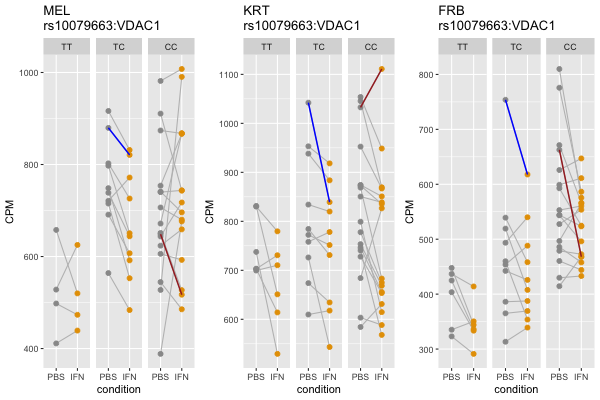 MEL
rs10079663:VDAC1
TT
TC
CC
CPM
1000
800
600
400
PBS IFN
PBS IFN
PBS IFN
condition
KRT
rs10079663:VDAC1
TT
TC
CC
CPM
1100
1000
900
800
700
600
PBS IFN
PBS IFN
PBS IFN
condition
FRB
rs10079663:VDAC1
TT
TC
CC
CPM
800
700
600
500
400
300
PBS IFN
PBS IFN
PBS IFN
condition